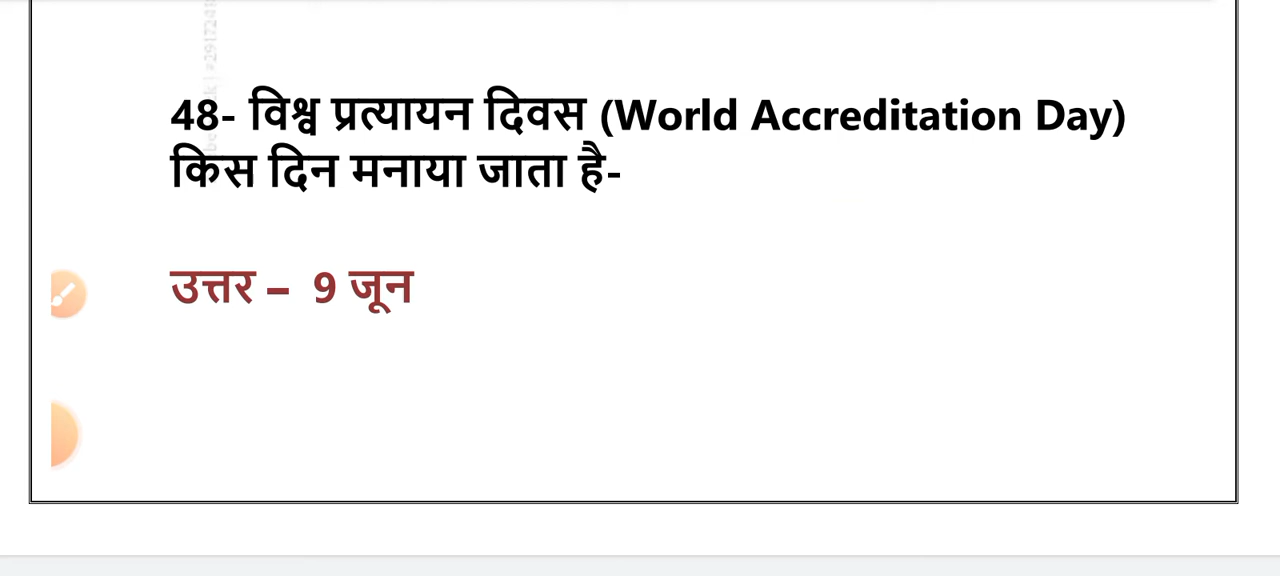 48- विश्व प्रत्यायन दिवस (World Accreditation Day)
किस दिन मनाया जाता है-
उत्तर – 9 जून